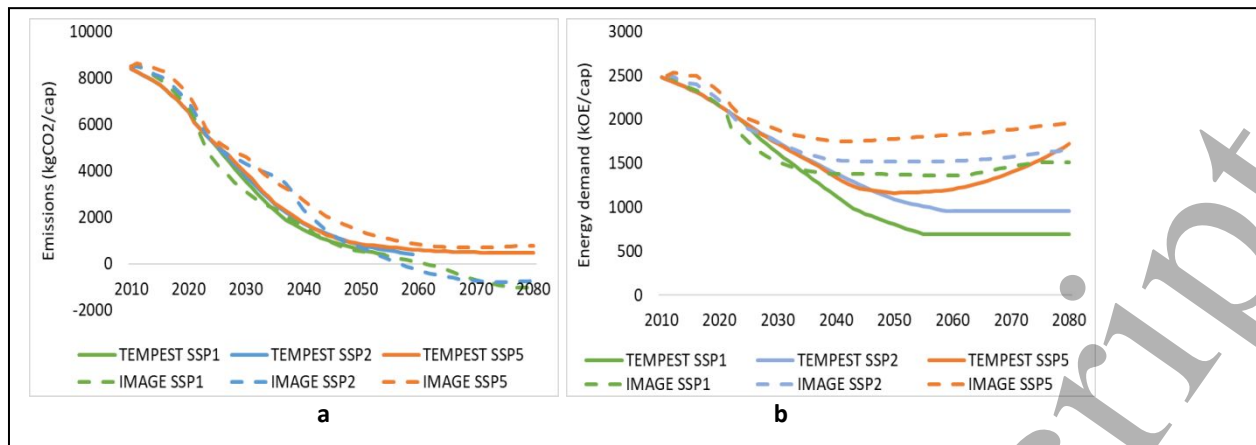 Emissions (kgCO2/cap)
10000
8000
6000
4000
2000
0
-2000
2010 2020 2030 2040 2050 2060 2070 2080
TEMPEST SSP1 TEMPEST SSP2 TEMPEST SSP5
IMAGE SSP1 IMAGE SSP2 IMAGE SSP5
a
Energy demand (kOE/cap)
3000
2500
2000
1500
1000
500
0
2010 2020 2030 2040 2050 2060 2070 2080
TEMPEST SSP1 TEMPEST SSP2 TEMPEST SSP5
IMAGE SSP1 IMAGE SSP2 IMAGE SSP5
b
ript